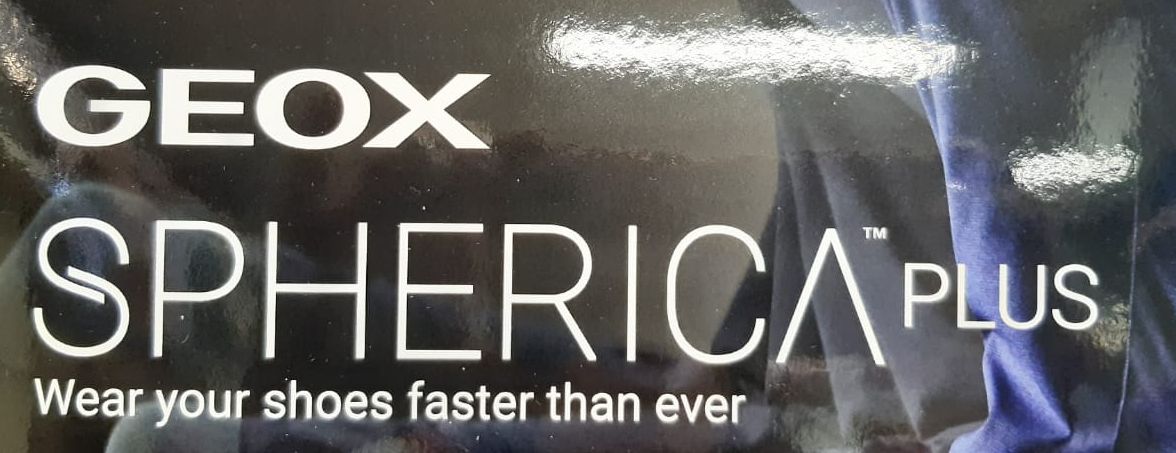 GEOX
SPHERICA™ PLUS
Wear your shoes faster than ever